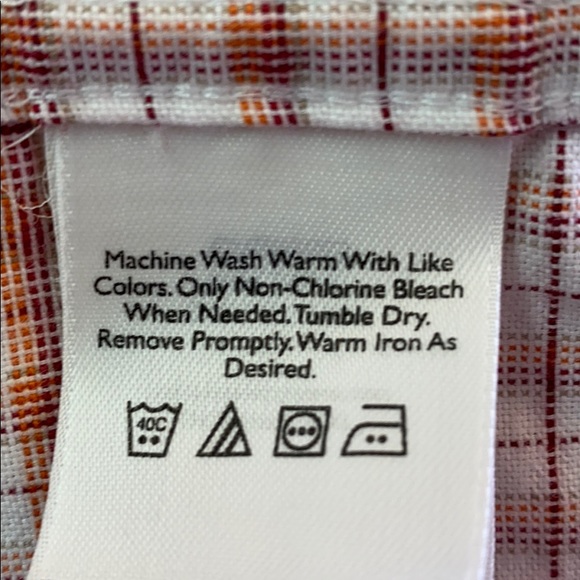 Machine Wash Warm With Like
Colors. Only Non-Chlorine Bleach
When Needed. Tumble Dry.
Remove Promptly. Warm Iron As
Desired.
40C